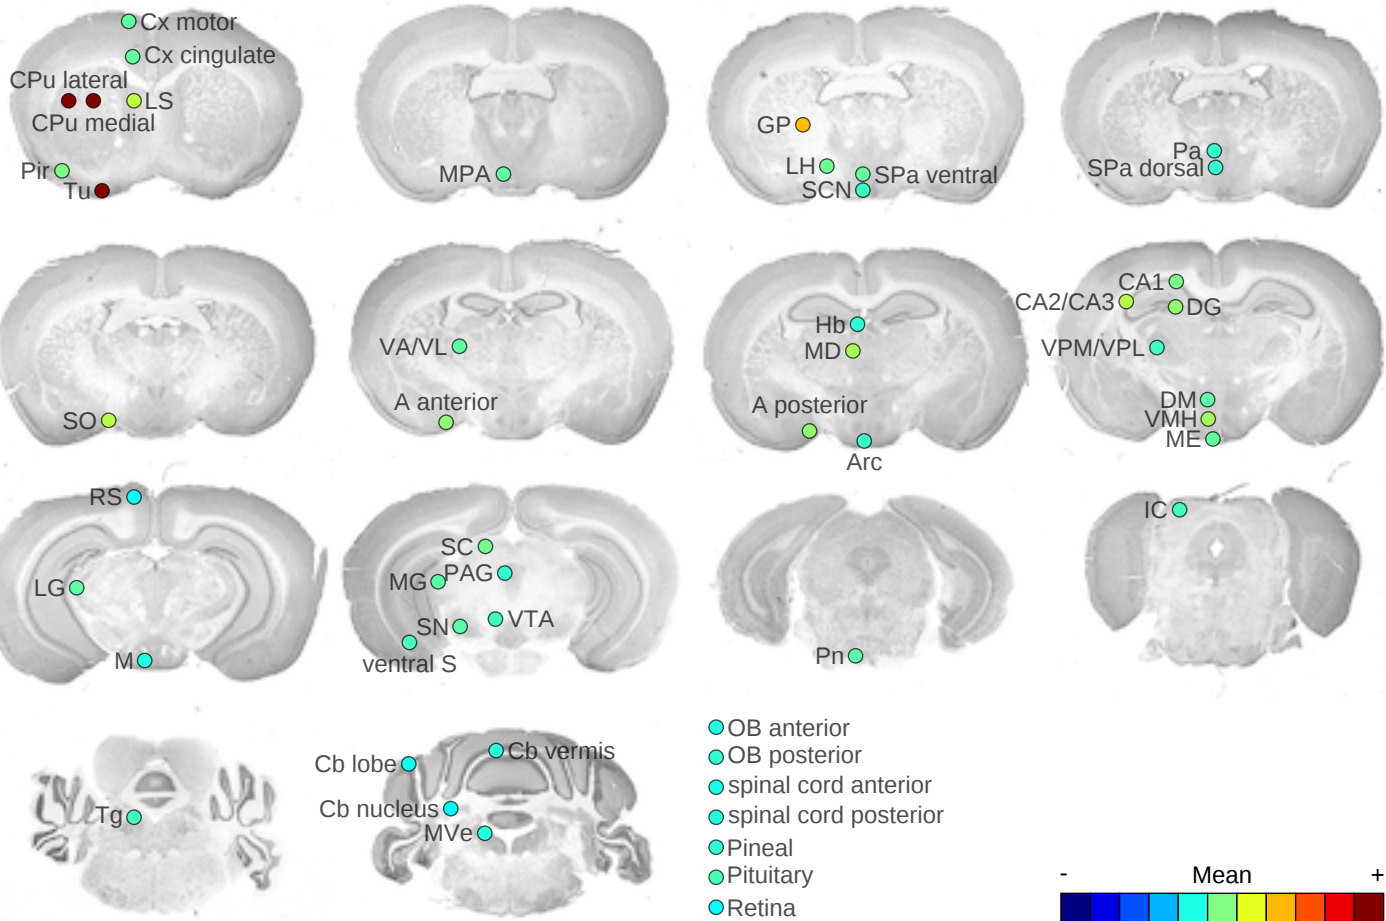 Cx motor
Cx cingulate
CPu lateral
LS
CPu medial
Pir
Tu
MPA
GP
LH
SPa ventral
SCN
Pa
SPa dorsal
SO
VA/VL
A anterior
Hb
MD
A posterior
Arc
CA1
CA2/CA3
DG
VPM/VPL
DM
VMH
ME
RS
LG
M
SC
MG
PAG
SN
VTA
ventral S
Pn
IC
Tg
Cb lobe
Cb vermis
Cb nucleus
MVe
OB anterior
OB posterior
spinal cord anterior
spinal cord posterior
Pineal
Pituitary
Retina
- Mean +